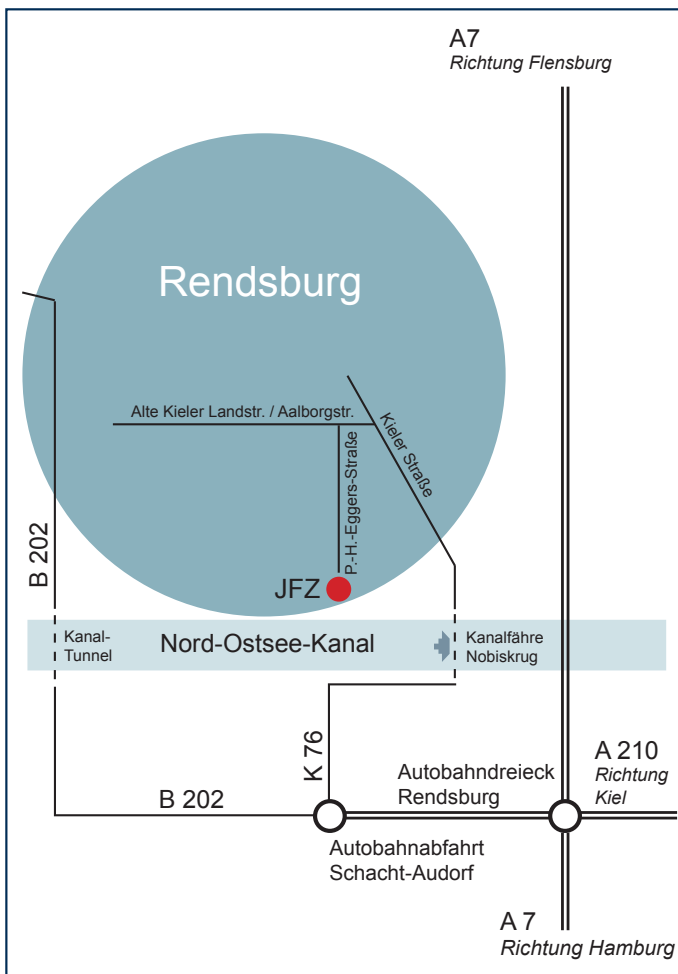 A7
Richtung Flensburg
Rendsburg
Alte Kieler Landstr. / Aalborgstr.
Kieler Straße
P.-H.-Eggers-Straße
B 202
JFZ
Kanal-
Tunnel
Nord-Ostsee-Kanal
Kanalfähre
Nobiskrug
K 76
A 210
Richtung
Kiel
Autobahndreieck
Rendsburg
B 202
Autobahnabfahrt
Schacht-Audorf
A 7
Richtung Hamburg